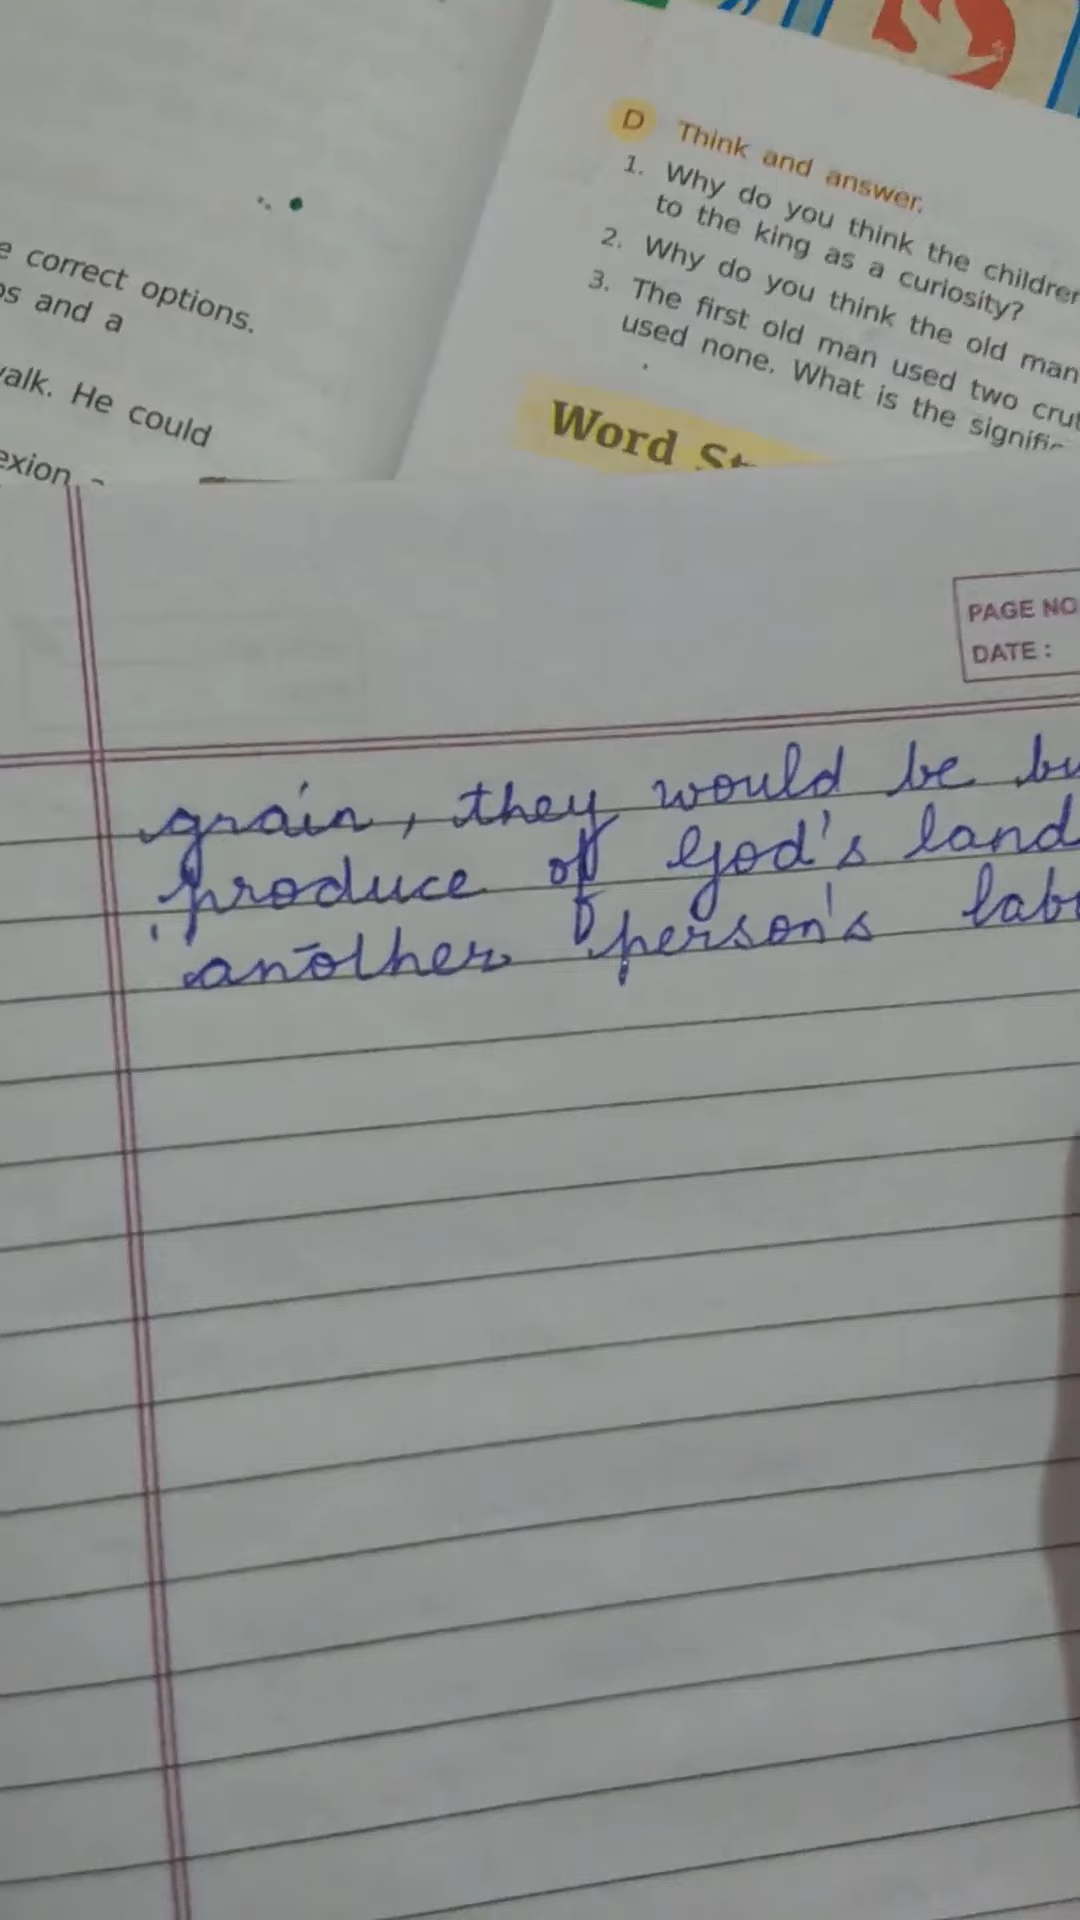 D Think and answer.
1. Why do you think the children
to the king as a curiosity?
2. Why do you think the old man
3. The first old man used two
used none. What is the
Word
correct options.
and a
He could
PAGE NO
DATE :
grain, they would be
produce of God's land
another person's